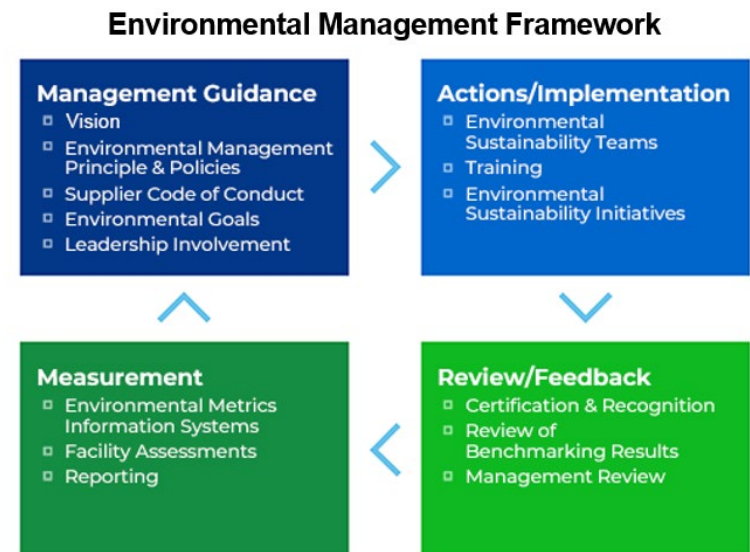 Environmental Management Framework
Management Guidance
Vision
Environmental Management
Principle & Policies
Supplier Code of Conduct
Environmental Goals
Leadership Involvement
Actions/Implementation
Environmental
Sustainability Teams
Training
Environmental
Sustainability Initiatives
Measurement
Environmental Metrics
Information Systems
Facility Assessments
Reporting
Review/Feedback
Certification & Recognition
Review of
Benchmarking Results
Management Review